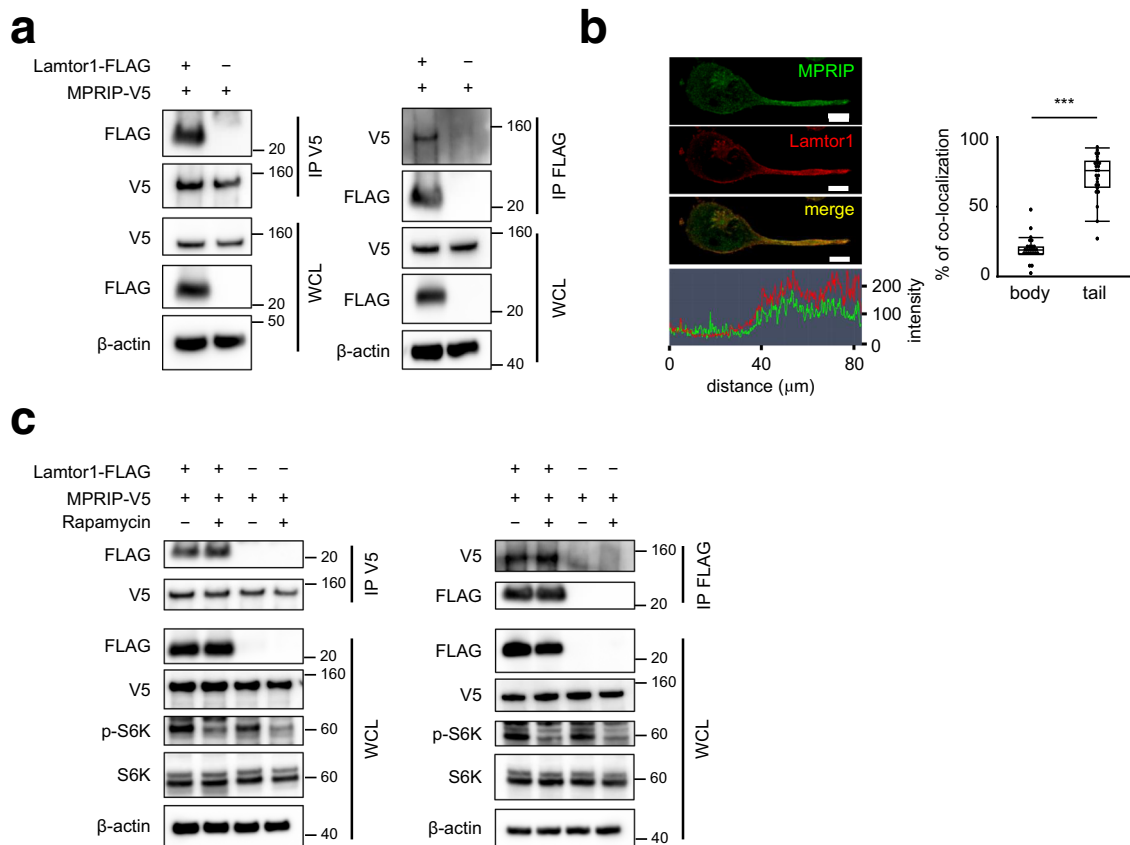 a
Lamtor1-FLAG + –
MPRIP-V5 + +
FLAG
20
V5
160
IP V5
V5
160
FLAG
20
β-actin
50
WCL
+ –
+ +
V5
160
FLAG
20
IP FLAG
V5
160
FLAG
20
β-actin
40
WCL
b
MPRIP
Lamtor1
merge
200
100
0
intensity
0 40 80
distance (μm)
***
100
50
0
% of co-localization
body tail
c
Lamtor1-FLAG + + – –
MPRIP-V5 + + + +
Rapamycin – + – +
FLAG
20
V5
160
IP V5
FLAG
20
V5
160
p-S6K
60
S6K
60
β-actin
40
WCL
+ + – –
+ + + +
– + – +
V5
160
FLAG
20
IP FLAG
FLAG
20
V5
160
p-S6K
60
S6K
60
β-actin
40
WCL